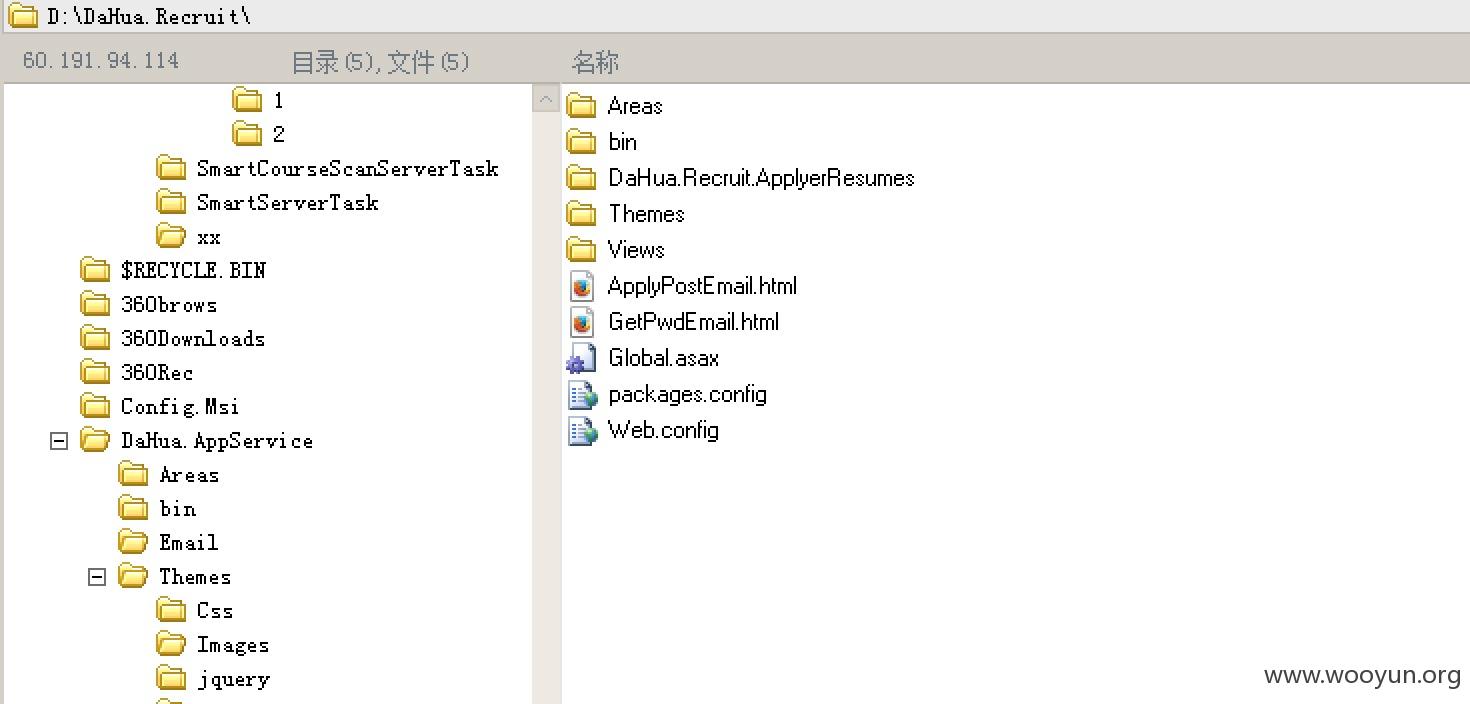 D:\DaHua.Recruit\
60.191.94.114 目录(5),文件(5) 名称
1
2
SmartCourseScanServerTask
SmartServerTask
xx
$RECYCLE.BIN
360brows
360Downloads
360Rec
Config.Msi
DaHua.AppService
Areas
bin
Email
Themes
Css
Images
jquery
Areas
bin
DaHua.Recruit.ApplyerResumes
Themes
Views
ApplyPostEmail.html
GetPwdEmail.html
Global.asax
packages.config
Web.config
www.wooyun.org